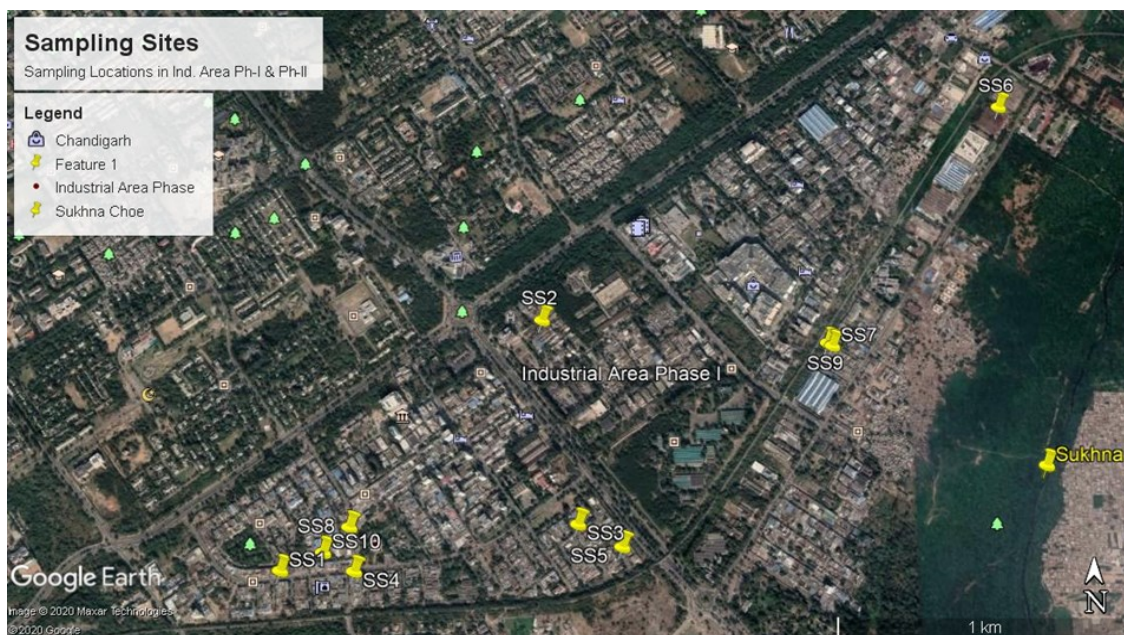 Sampling Sites
Sampling Locations in Ind. Area Ph-I & Ph-II
Legend
Chandigarh
Feature 1
Industrial Area Phase
Sukhna Choe
SS6
SS2
SS7
SS9
Industrial Area Phase I
Sukhna
SS8
SS10
SS3
SS5
SS1
SS4
Google Earth
Image © 2020 Maxar Technologies
© 2020 Google
N
1 km